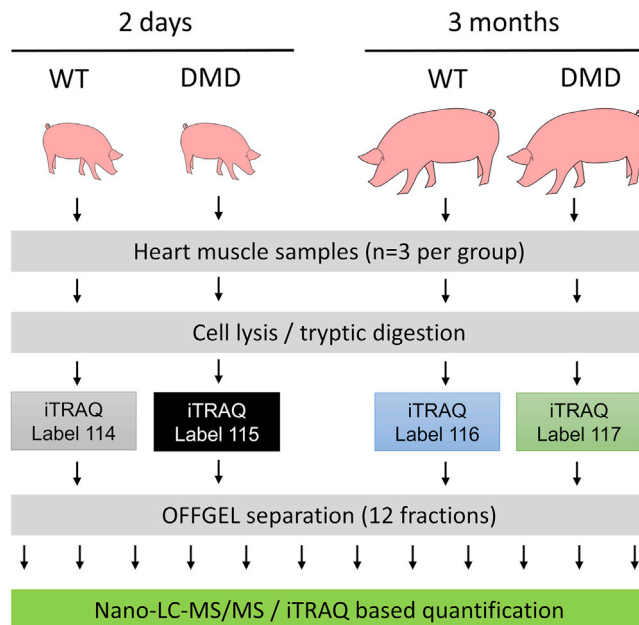 2 days 3 months
WT DMD WT DMD
Heart muscle samples (n=3 per group)
Cell lysis / tryptic digestion
iTRAQ
Label 114
iTRAQ
Label 115
iTRAQ
Label 116
iTRAQ
Label 117
OFFGEL separation (12 fractions)
Nano-LC-MS/MS / iTRAQ based quantification